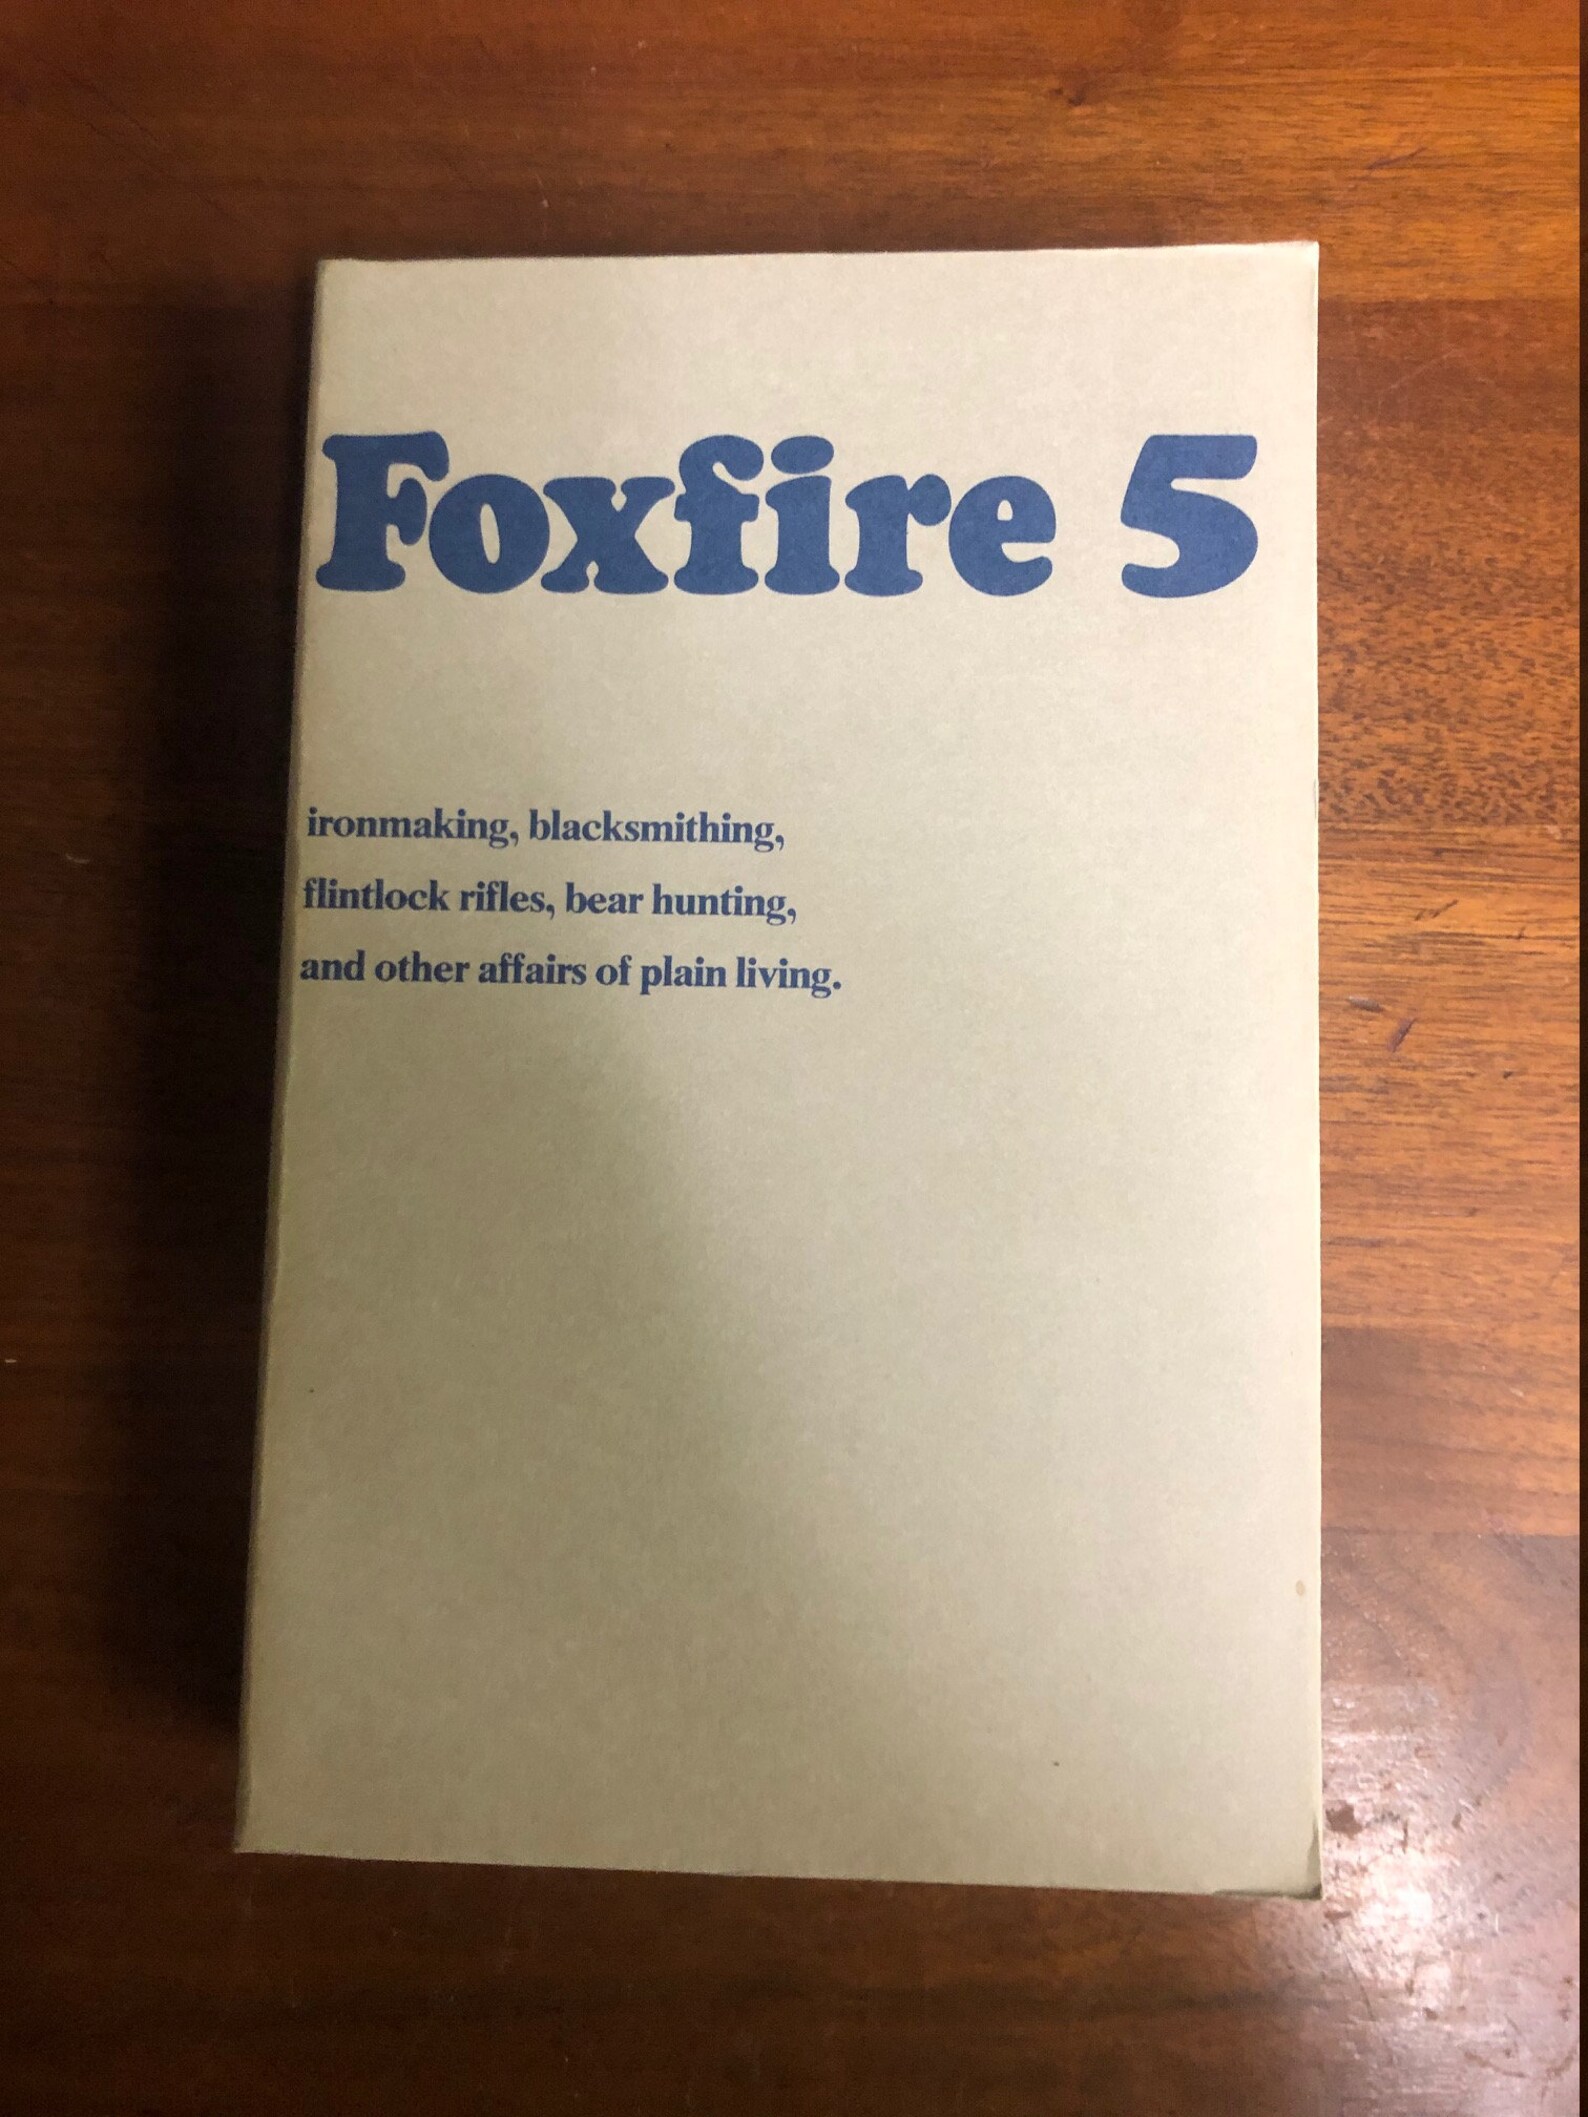 Foxfire 5
ironmaking, blacksmithing,
flintlock rifles, bear hunting,
and other affairs of plain living.